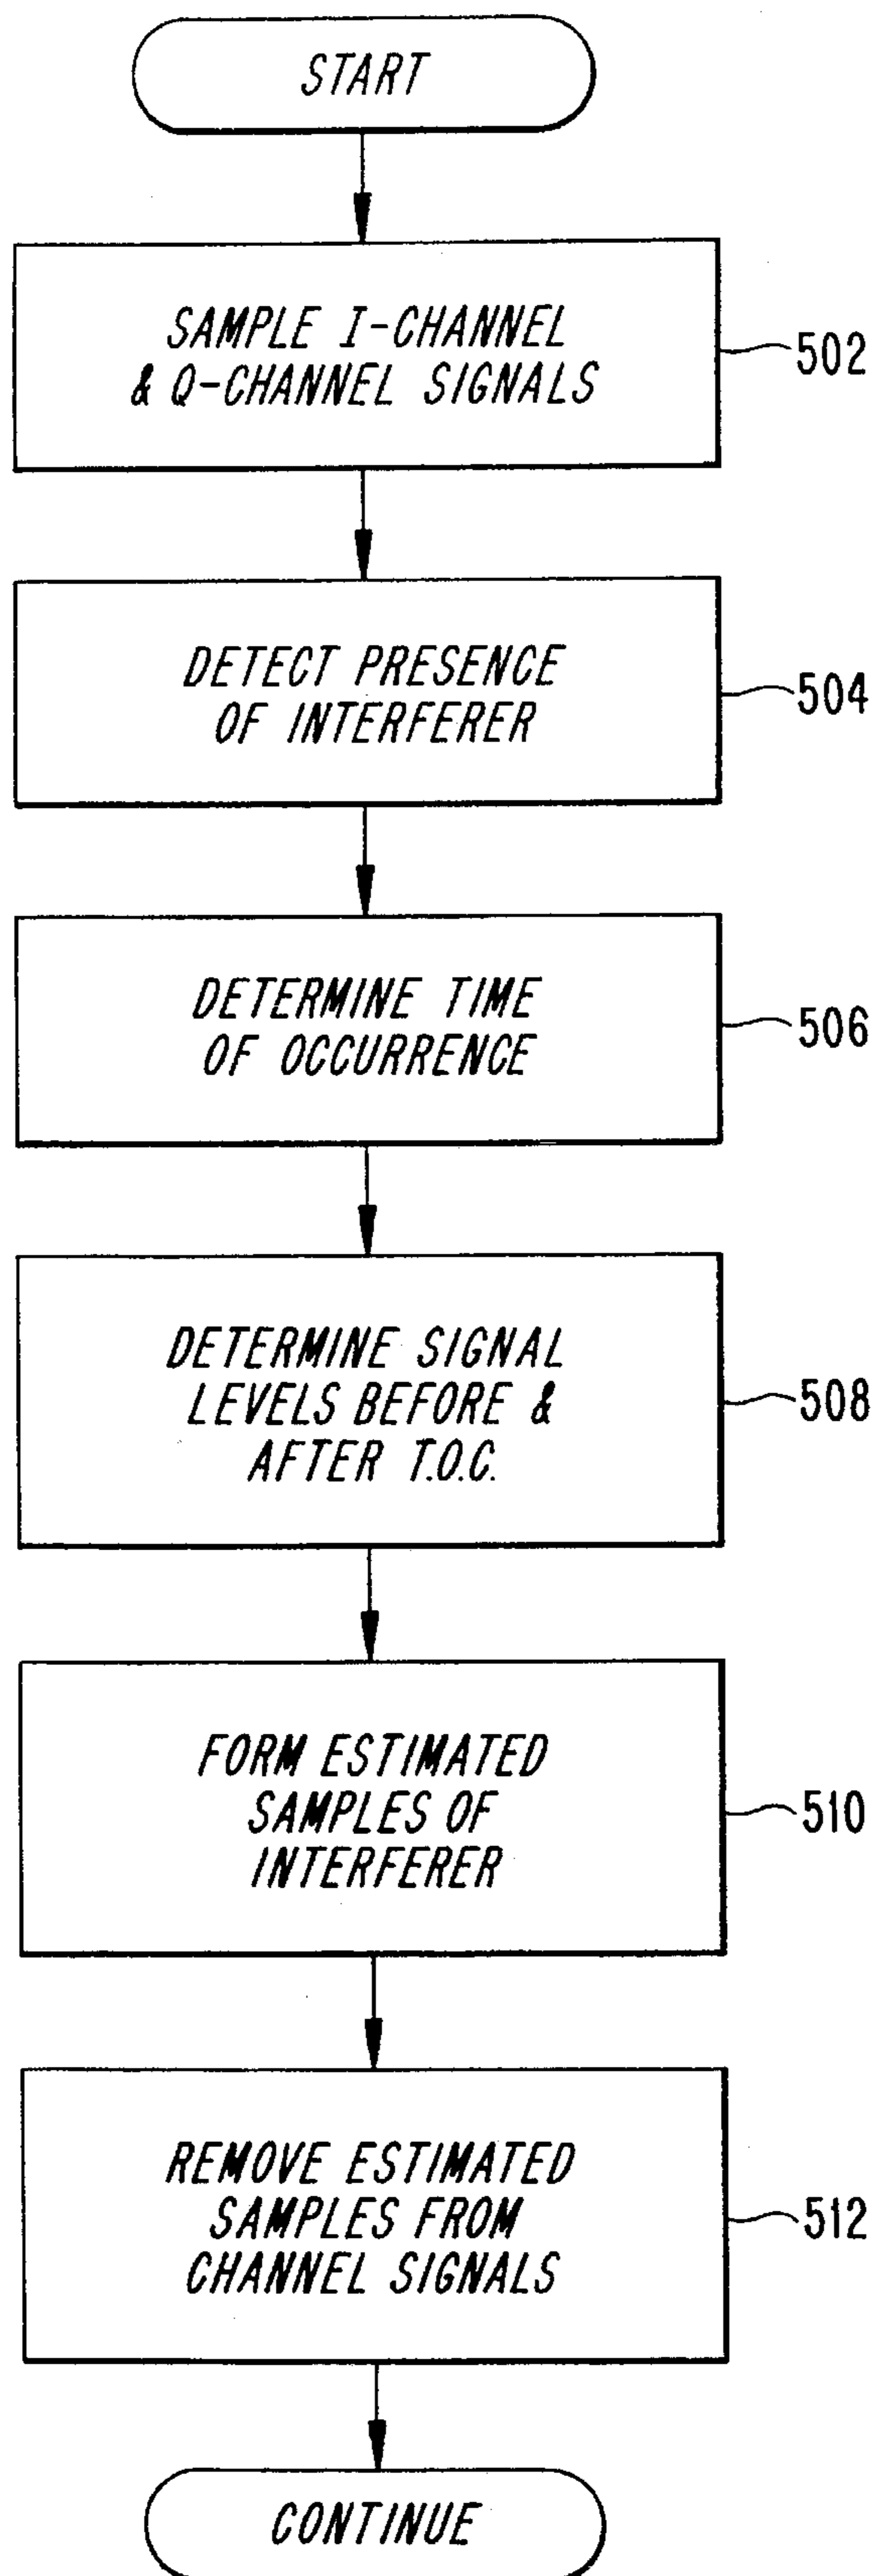 START
SAMPLE I-CHANNEL
& Q-CHANNEL SIGNALS
502
DETECT PRESENCE
OF INTERFERER
504
DETERMINE TIME
OF OCCURRENCE
506
DETERMINE SIGNAL
LEVELS BEFORE &
AFTER T.O.C.
508
FORM ESTIMATED
SAMPLES OF
INTERFERER
510
REMOVE ESTIMATED
SAMPLES FROM
CHANNEL SIGNALS
512
CONTINUE